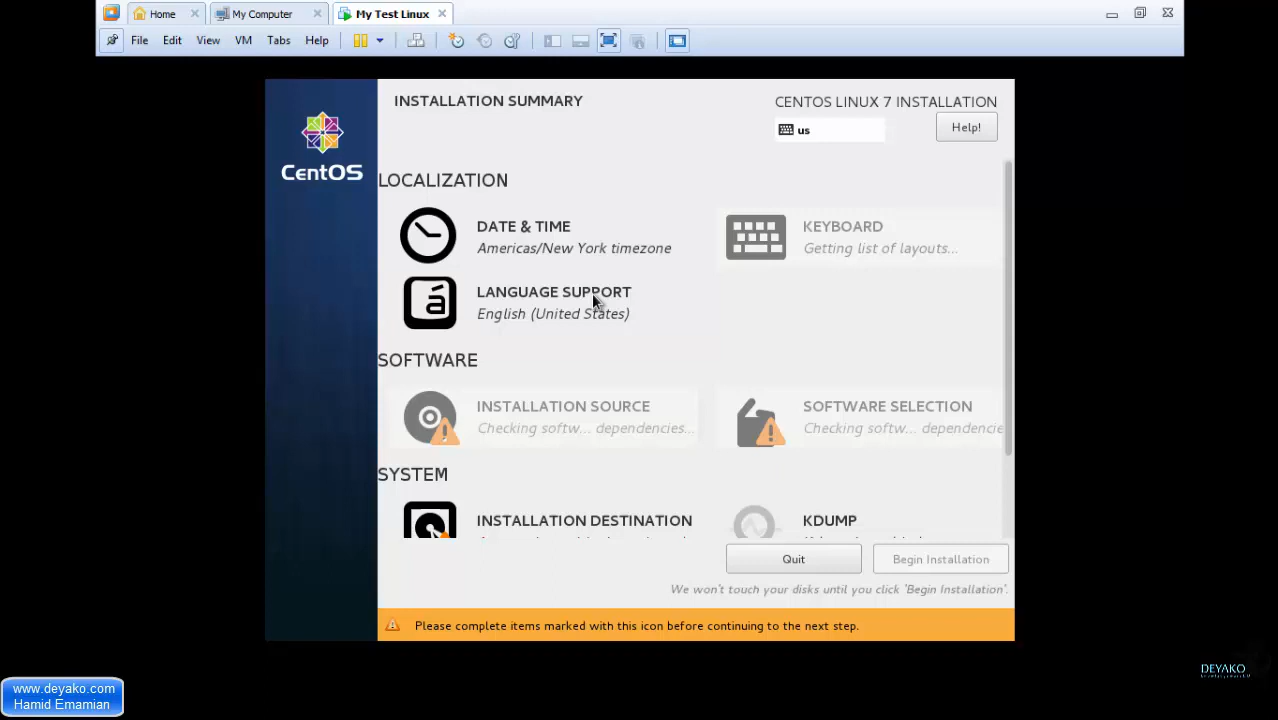 Home
My Computer
My Test Linux
File Edit View VM Tabs Help
INSTALLATION SUMMARY
CENTOS LINUX 7 INSTALLATION
us
Help!
CentOS
LOCALIZATION
DATE & TIME
Americas/New York timezone
KEYBOARD
Getting list of layouts...
LANGUAGE SUPPORT
English (United States)
SOFTWARE
INSTALLATION SOURCE
Checking softw... dependencies...
SOFTWARE SELECTION
Checking softw... dependencie
SYSTEM
INSTALLATION DESTINATION
KDUMP
Quit
Begin Installation
We won't touch your disks until you click 'Begin Installation'.
Please complete items marked with this icon before continuing to the next step.
DEYAKO
www.deyako.com
Hamid Emamian